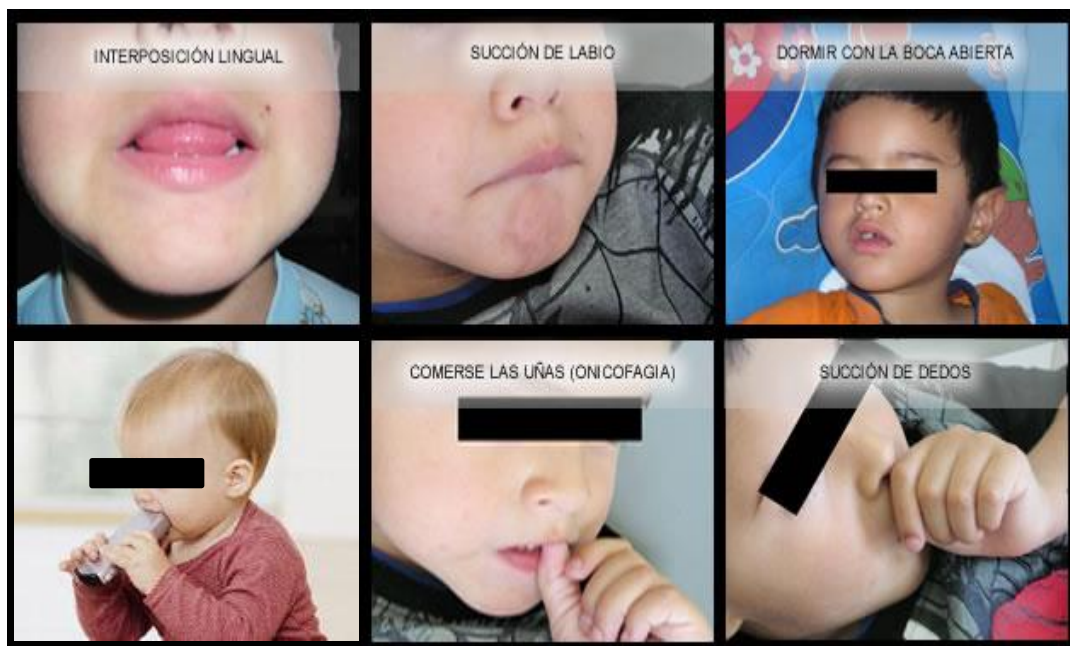 INTERPOSICIÓN LINGUAL
SUCCIÓN DE LABIO
DORMIR CON LA BOCA ABIERTA
COMERSE LAS UÑAS (ONICOFAGIA)
SUCCIÓN DE DEDOS